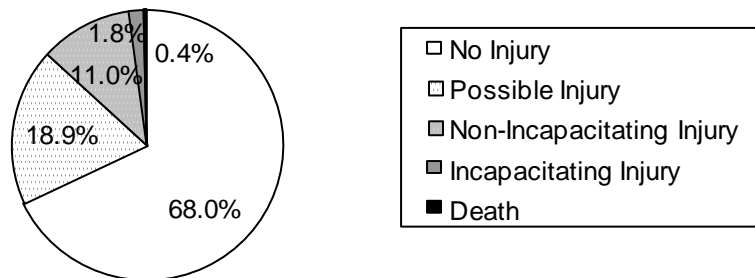 1.8%
0.4%
11.0%
18.9%
68.0%
No Injury
Possible Injury
Non-Incapacitating Injury
Incapacitating Injury
Death